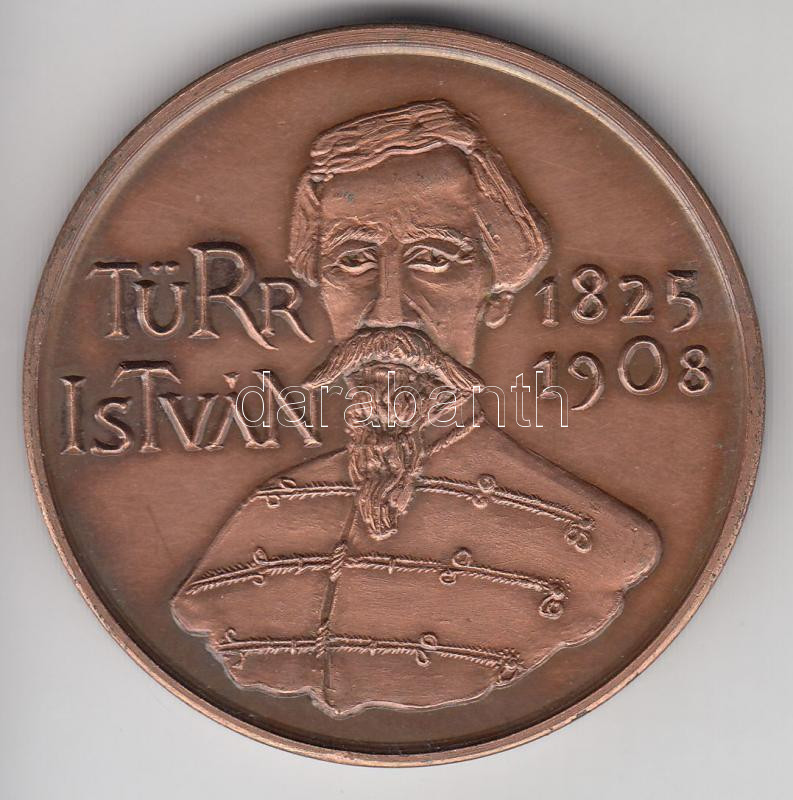 TÜRR 1825
ISTVÁN 1908
darabanth